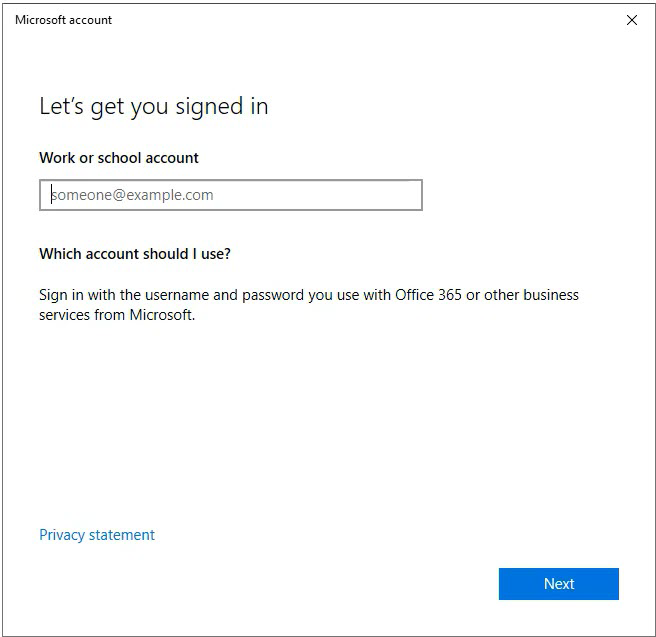 Microsoft account
Let's get you signed in
Work or school account
someone@example.com
Which account should I use?
Sign in with the username and password you use with Office 365 or other business
services from Microsoft.
Privacy statement
Next